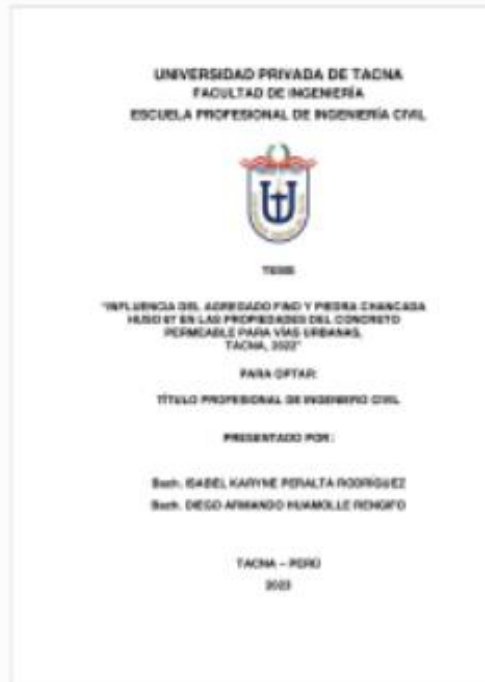 UNIVERSIDAD PRIVADA DE TACNA
FACULTAD DE INGENIERÍA
ESCUELA PROFESIONAL DE INGENIERÍA CIVIL
TESIS
"INFLUENCIA DEL AGREGADO FINO Y PIEDRA CHANCADA
HUSO 67 EN LAS PROPIEDADES DEL CONCRETO
PERMEABLE PARA VÍAS URBANAS,
TACNA, 2022"
PARA OPTAR:
TÍTULO PROFESIONAL DE INGENIERO CIVIL
PRESENTADO POR:
Bach. ISABEL KARYNE PERALTA RODRÍGUEZ
Bach. DIEGO ARMANDO HUAMOLLE RENGIFO
TACNA – PERÚ
2023